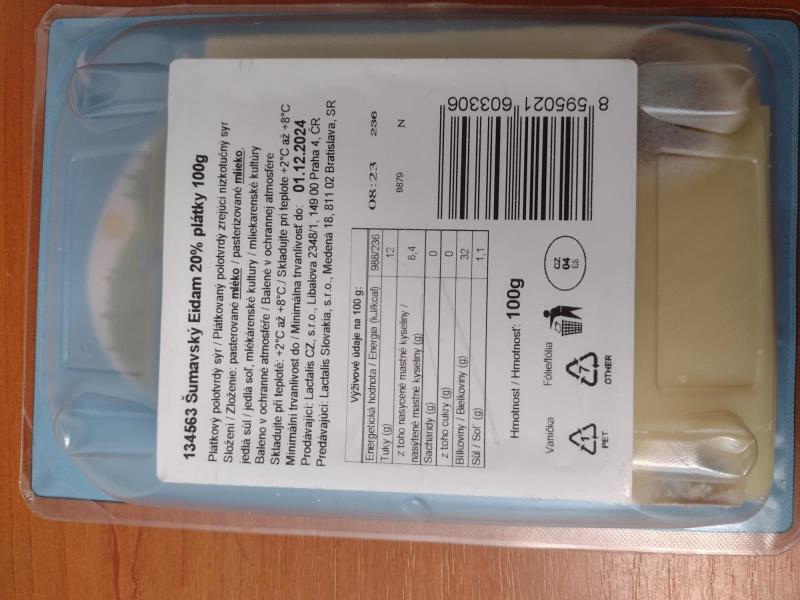 134563 Šumavský Eidam 20% plátky 100g
Plátkový polotvrdý sýr / Plátkovaný polotvrdý zrejúci nízkotučný syr
Složení / Zloženie: pasterované mléko / pasterizované mlieko,
jedlá sůl / jedlá soľ, mlékárenské kultury / mliekarenské kultúry
Baleno v ochranné atmosféře / Balené v ochrannej atmosfére
Skladujte při teplotě: +2°C až +8°C / Skladujte pri teplote +2°C až +8°C
Minimální trvanlivost do / Minimálna trvanlivosť do: 01.12.2024
Prodávající: Lactalis CZ, s.r.o., Libalova 2348/1, 149 00 Praha 4, ČR
Predávajúci: Lactalis Slovakia, s.r.o., Medená 18, 811 02 Bratislava, SR
Výživové údaje na 100 g:
Energetická hodnota / Energia (kJ/kcal) 988/236
Tuky (g) 12
z toho nasycené mastné kyseliny /
nasýtené mastné kyseliny (g) 8,4
Sacharidy (g) 0
z toho cukry (g) 0
Bílkoviny / Bielkoviny (g) 32
Sůl / Soľ (g) 1,1
08:23 236
9879 N
Hmotnost / Hmotnosť: 100g
Vanička Fólie/fólia
11 PET
7 OTHER
CZ
04
ES
8 595021 603306